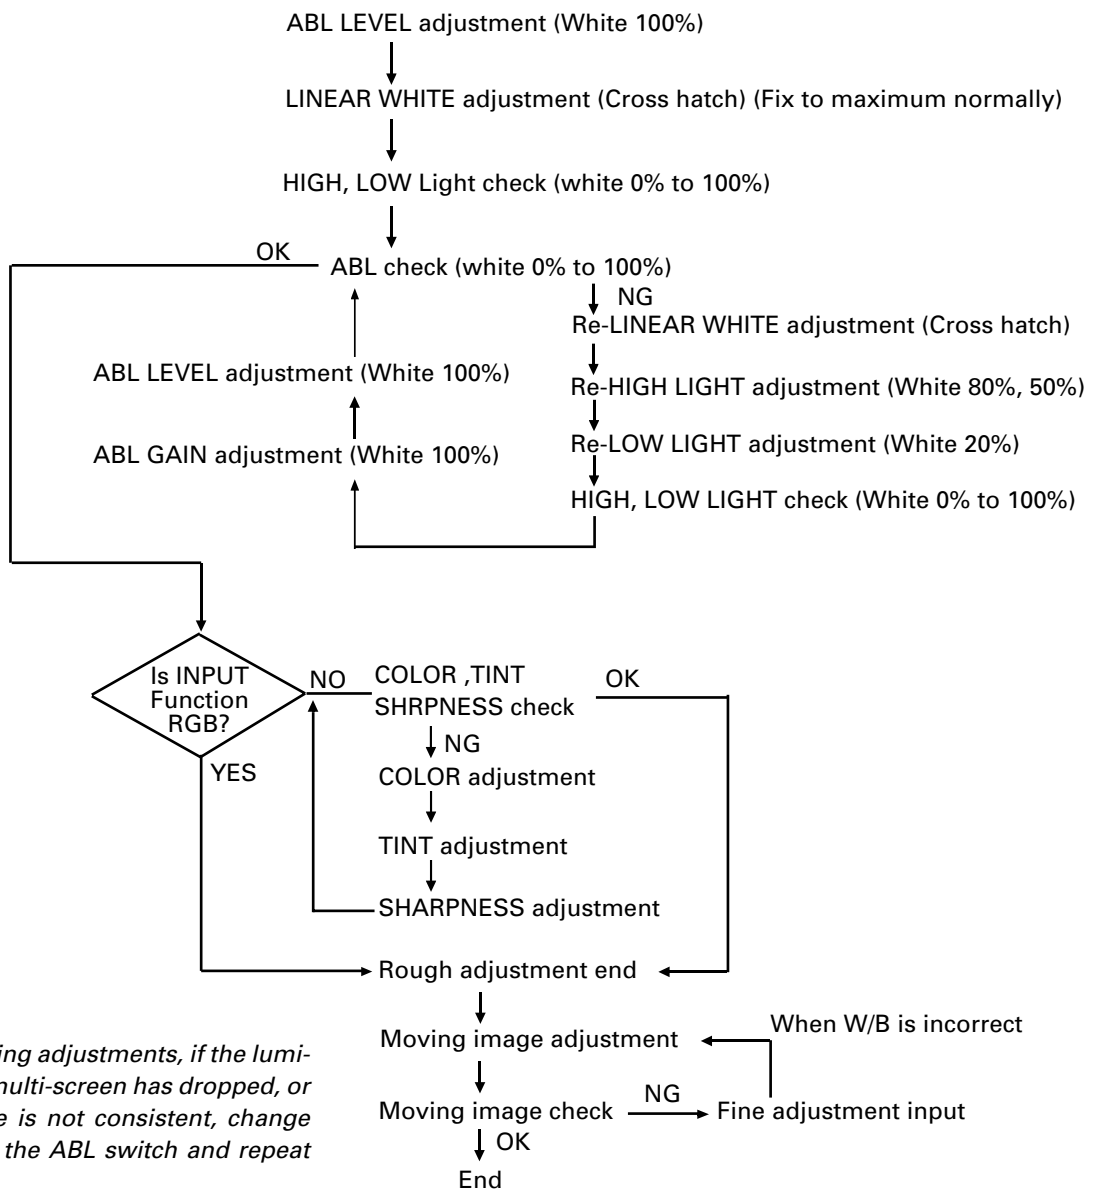 ABL LEVEL adjustment (White 100%)
LINEAR WHITE adjustment (Cross hatch) (Fix to maximum normally)
HIGH, LOW Light check (white 0% to 100%)
OK
ABL check (white 0% to 100%)
NG
Re-LINEAR WHITE adjustment (Cross hatch)
ABL LEVEL adjustment (White 100%)
Re-HIGH LIGHT adjustment (White 80%, 50%)
ABL GAIN adjustment (White 100%)
Re-LOW LIGHT adjustment (White 20%)
HIGH, LOW LIGHT check (White 0% to 100%)
Is INPUT
Function
RGB?
NO
YES
COLOR ,TINT
SHRPNESS check
OK
NG
COLOR adjustment
TINT adjustment
SHARPNESS adjustment
Rough adjustment end
Moving image adjustment
When W/B is incorrect
Moving image check
NG
Fine adjustment input
OK
End
ing adjustments, if the lumi-
multi-screen has dropped, or
e is not consistent, change
the ABL switch and repeat